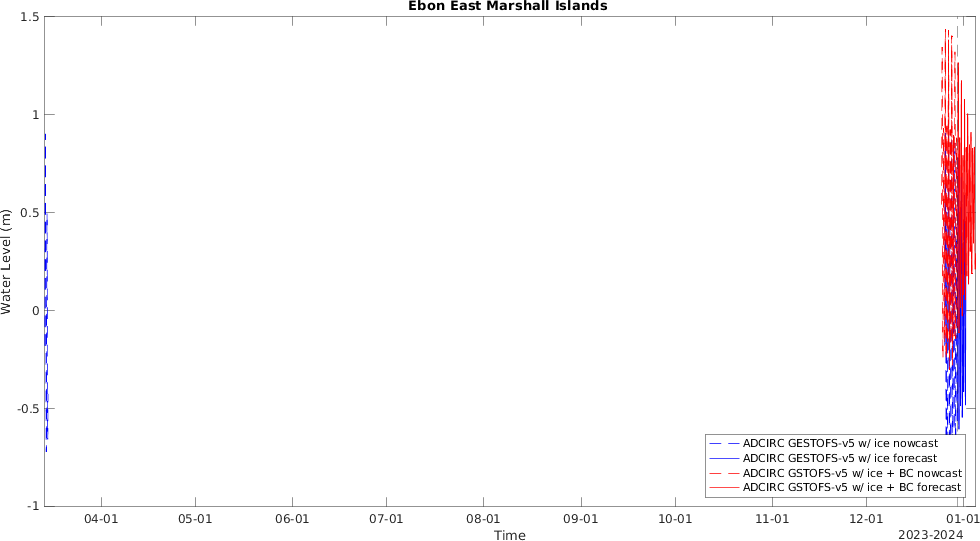 Ebon East Marshall Islands
Water Level (m)
1.5
1
0.5
0
-0.5
-1
04-01
05-01
06-01
07-01
08-01
09-01
10-01
11-01
12-01
01-01
Time
2023-2024
ADCIRC GESTOFS-v5 w/ ice nowcast
ADCIRC GESTOFS-v5 w/ ice forecast
ADCIRC GSTOFS-v5 w/ ice + BC nowcast
ADCIRC GSTOFS-v5 w/ ice + BC forecast